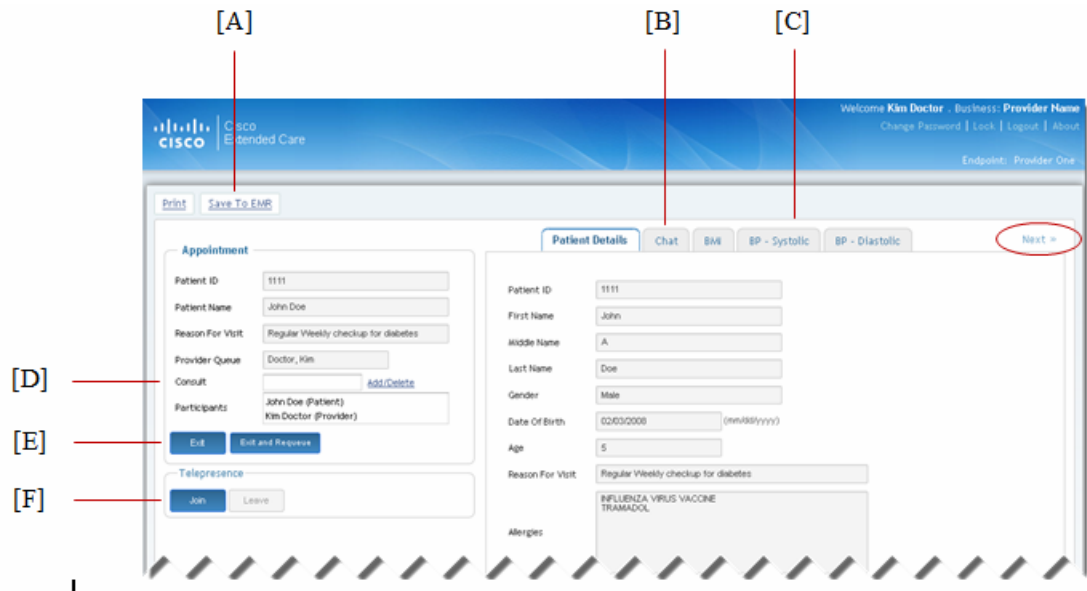 [A] [B] [C]
Welcome Kim Doctor . Business: Provider Name
Change Password | Lock | Logout | About
Cisco
Extended Care
CISCO
Endpoint: Provider One
Print Save To EMR
Patient Details Chat BMI BP - Systolic BP - Diastolic Next »
Appointment
Patient ID 1111
Patient Name John Doe
Reason For Visit Regular Weekly checkup for diabetes
Provider Queue Doctor, Kim
[D] Consult Add/Delete
Participants John Doe (Patient)
Kim Doctor (Provider)
[E] Exit Exit and Requeue
Telepresence
[F] Join Leave
Patient ID 1111
First Name John
Middle Name A
Last Name Doe
Gender Male
Date Of Birth 02/03/2008 (mm/dd/yyyy)
Age 5
Reason For Visit Regular Weekly checkup for diabetes
Allergies INFLUENZA VIRUS VACCINE
TRAMADOL